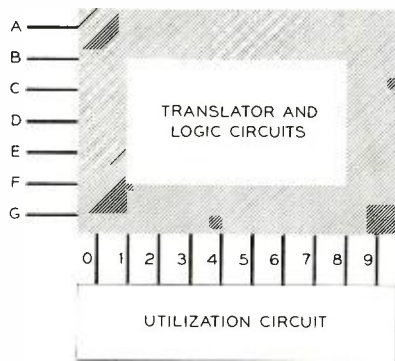 A
B
C
D
E
F
G
TRANSLATOR AND
LOGIC CIRCUITS
0 1 2 3 4 5 6 7 8 9
UTILIZATION CIRCUIT